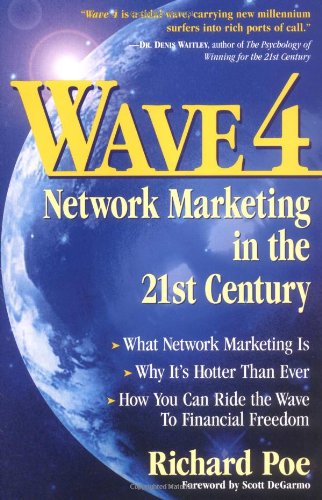 "Wave 4 is a tidal wave, carrying new millennium
surfers into rich ports of call."
—DR. DENIS WAITLEY, author of The Psychology of
Winning for the 21st Century
WAVE 4
Network Marketing
in the
21st Century
➤ What Network Marketing Is
➤ Why It's Hotter Than Ever
➤ How You Can Ride the Wave
To Financial Freedom
Richard Poe
Foreword by Scott DeGarmo